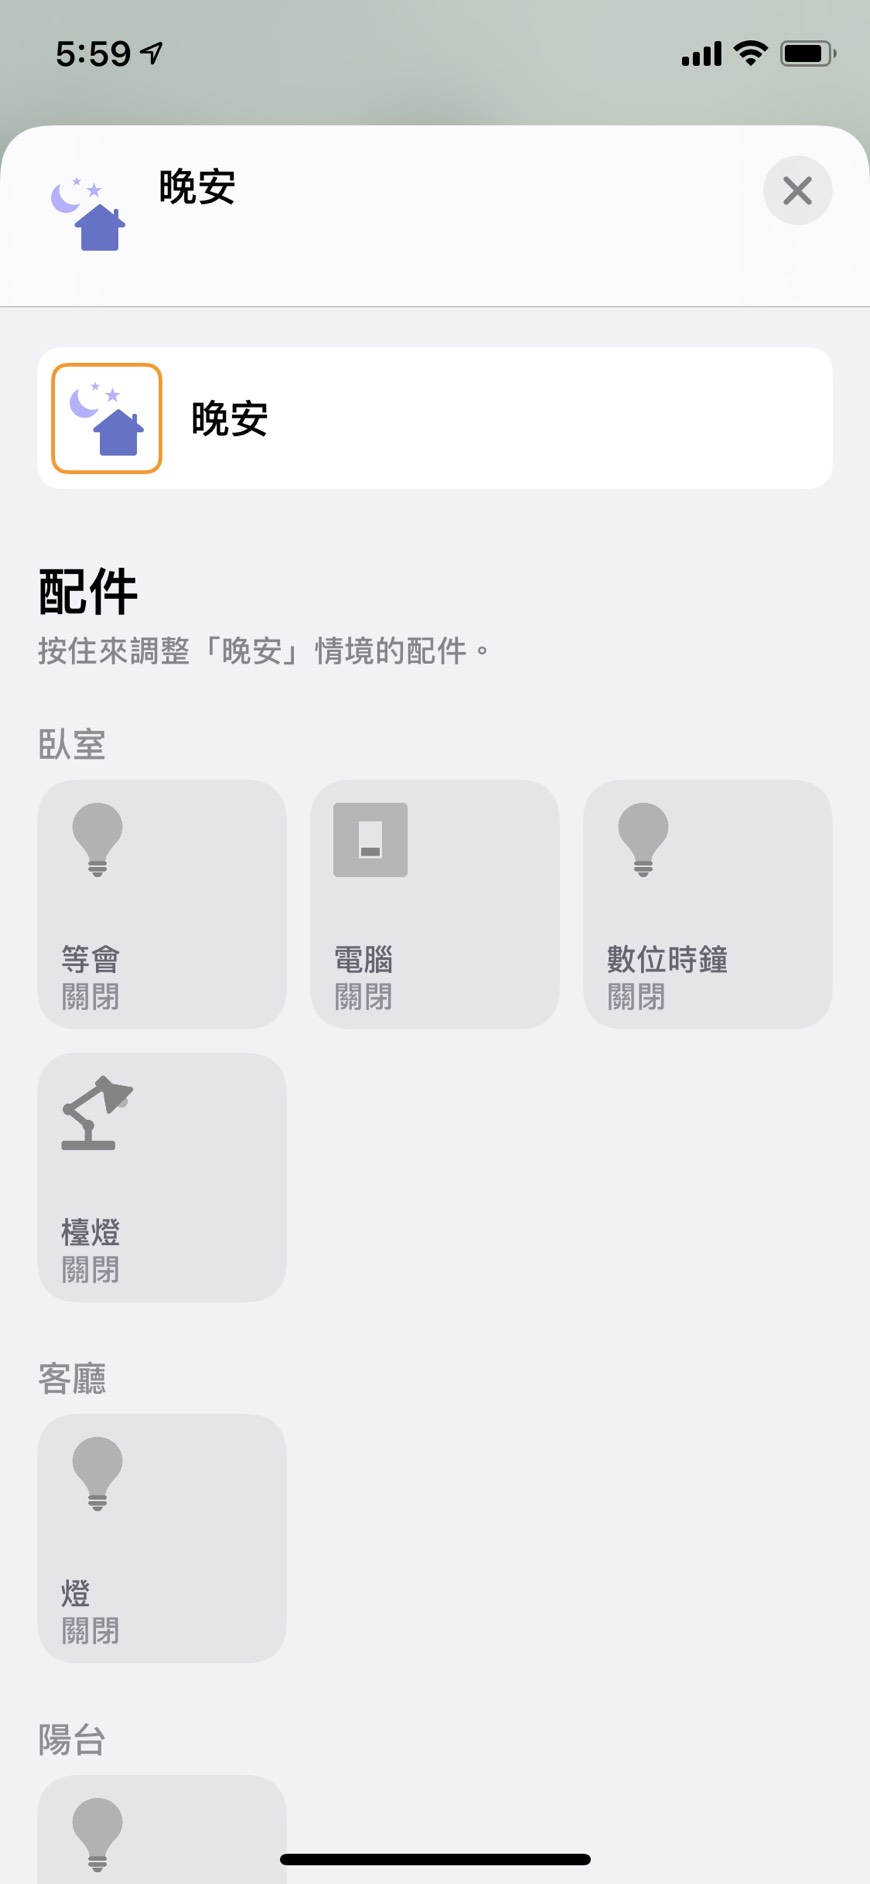 5:59
晚安
晚安
配件
按住來調整「晚安」情境的配件。
臥室
等會
關閉
電腦
關閉
數位時鐘
關閉
檯燈
關閉
客廳
燈
關閉
陽台